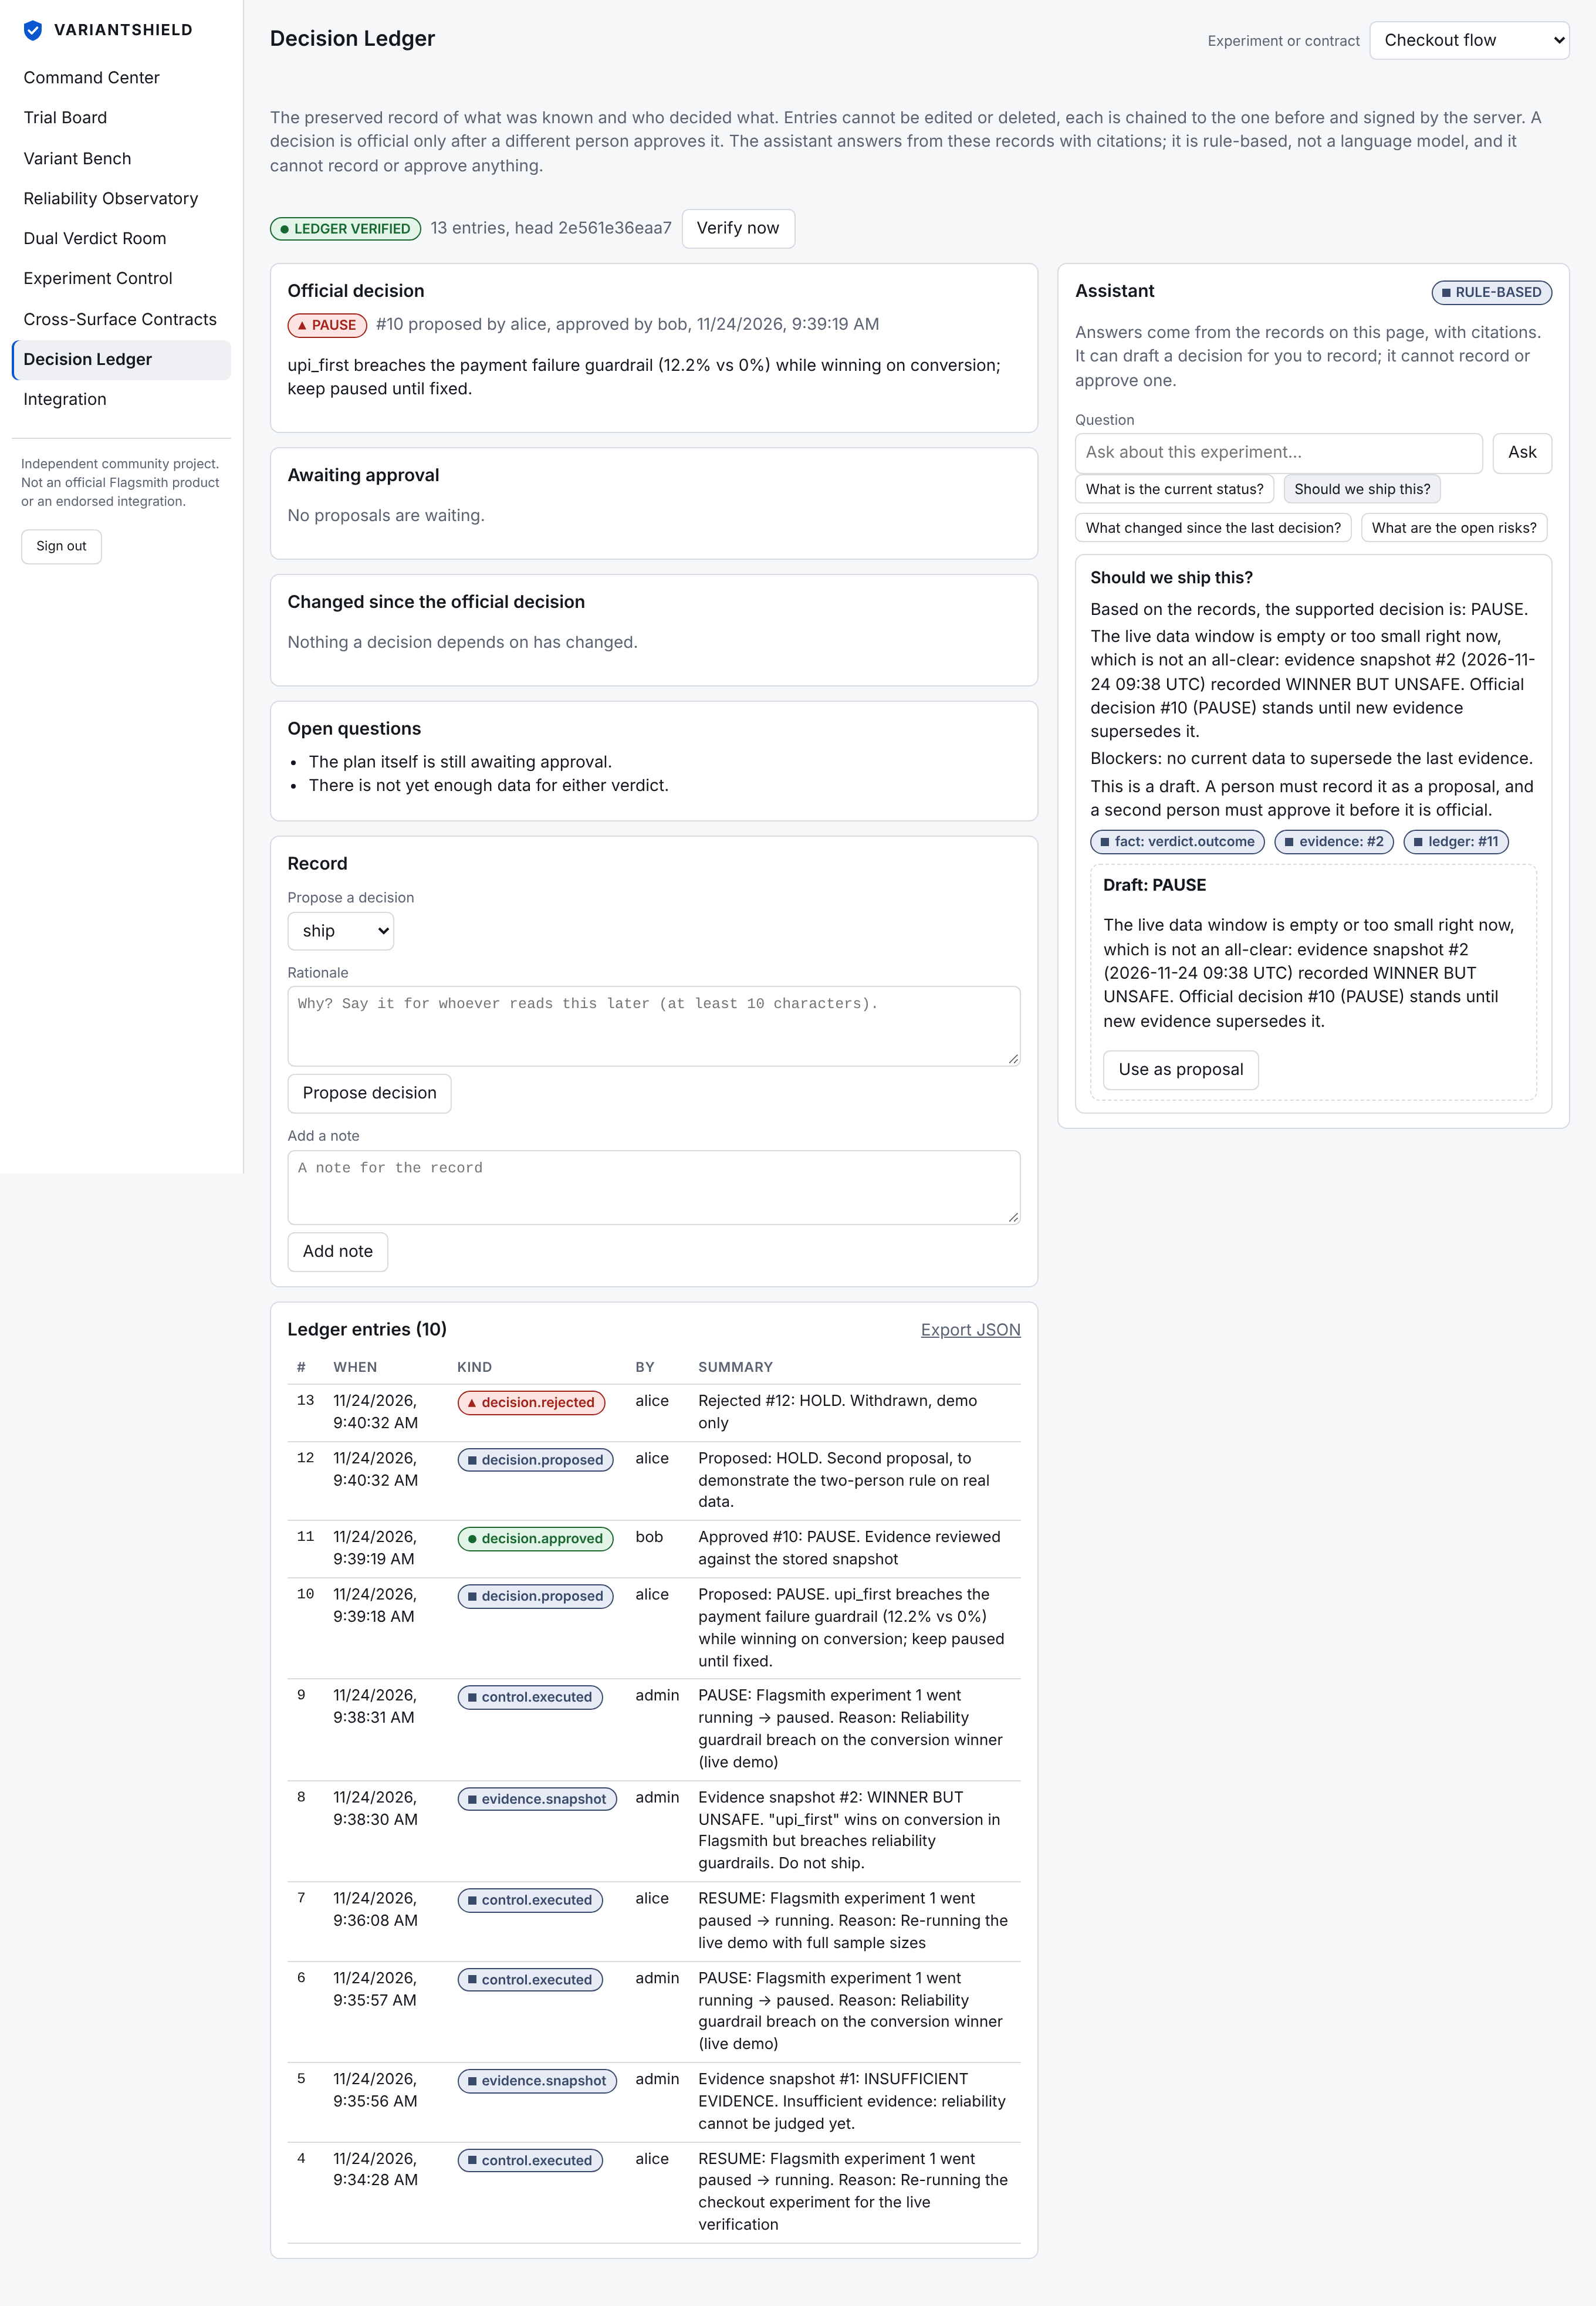 VARIANTSHIELD
Command Center
Trial Board
Variant Bench
Reliability Observatory
Dual Verdict Room
Experiment Control
Cross-Surface Contracts
Decision Ledger
Integration
Independent community project.
Not an official Flagsmith product
or an endorsed integration.
Sign out
Decision Ledger
Experiment or contract
Checkout flow
The preserved record of what was known and who decided what. Entries cannot be edited or deleted, each is chained to the one before and signed by the server. A
decision is official only after a different person approves it. The assistant answers from these records with citations; it is rule-based, not a language model, and it
cannot record or approve anything.
LEDGER VERIFIED 13 entries, head 2e561e36eaa7 Verify now
Official decision
PAUSE #10 proposed by alice, approved by bob, 11/24/2026, 9:39:19 AM
upi_first breaches the payment failure guardrail (12.2% vs 0%) while winning on conversion;
keep paused until fixed.
Awaiting approval
No proposals are waiting.
Changed since the official decision
Nothing a decision depends on has changed.
Open questions
• The plan itself is still awaiting approval.
• There is not yet enough data for either verdict.
Record
Propose a decision
ship
Rationale
Why? Say it for whoever reads this later (at least 10 characters).
Propose decision
Add a note
A note for the record
Add note
Ledger entries (10) Export JSON
# WHEN KIND BY SUMMARY
13 11/24/2026, decision.rejected alice Rejected #12: HOLD. Withdrawn, demo
9:40:32 AM only
12 11/24/2026, decision.proposed alice Proposed: HOLD. Second proposal, to
9:40:32 AM demonstrate the two-person rule on real
data.
11 11/24/2026, decision.approved bob Approved #10: PAUSE. Evidence reviewed
9:39:19 AM against the stored snapshot
10 11/24/2026, decision.proposed alice Proposed: PAUSE. upi_first breaches the
9:39:18 AM payment failure guardrail (12.2% vs 0%)
while winning on conversion; keep paused
until fixed.
9 11/24/2026, control.executed admin PAUSE: Flagsmith experiment 1 went
9:38:31 AM running → paused. Reason: Reliability
guardrail breach on the conversion winner
(live demo)
8 11/24/2026, evidence.snapshot admin Evidence snapshot #2: WINNER BUT
9:38:30 AM UNSAFE. "upi_first" wins on conversion in
Flagsmith but breaches reliability
guardrails. Do not ship.
7 11/24/2026, control.executed alice RESUME: Flagsmith experiment 1 went
9:36:08 AM paused → running. Reason: Re-running the
live demo with full sample sizes
6 11/24/2026, control.executed admin PAUSE: Flagsmith experiment 1 went
9:35:57 AM running → paused. Reason: Reliability
guardrail breach on the conversion winner
(live demo)
5 11/24/2026, evidence.snapshot admin Evidence snapshot #1: INSUFFICIENT
9:35:56 AM EVIDENCE. Insufficient evidence: reliability
cannot be judged yet.
4 11/24/2026, control.executed alice RESUME: Flagsmith experiment 1 went
9:34:28 AM paused → running. Reason: Re-running the
checkout experiment for the live
verification
Assistant RULE-BASED
Answers come from the records on this page, with citations.
It can draft a decision for you to record; it cannot record or
approve one.
Question
Ask about this experiment... Ask
What is the current status? Should we ship this?
What changed since the last decision? What are the open risks?
Should we ship this?
Based on the records, the supported decision is: PAUSE.
The live data window is empty or too small right now,
which is not an all-clear: evidence snapshot #2 (2026-11-
24 09:38 UTC) recorded WINNER BUT UNSAFE. Official
decision #10 (PAUSE) stands until new evidence
supersedes it.
Blockers: no current data to supersede the last evidence.
This is a draft. A person must record it as a proposal, and
a second person must approve it before it is official.
fact: verdict.outcome evidence: #2 ledger: #11
Draft: PAUSE
The live data window is empty or too small right now,
which is not an all-clear: evidence snapshot #2
(2026-11-24 09:38 UTC) recorded WINNER BUT
UNSAFE. Official decision #10 (PAUSE) stands until
new evidence supersedes it.
Use as proposal